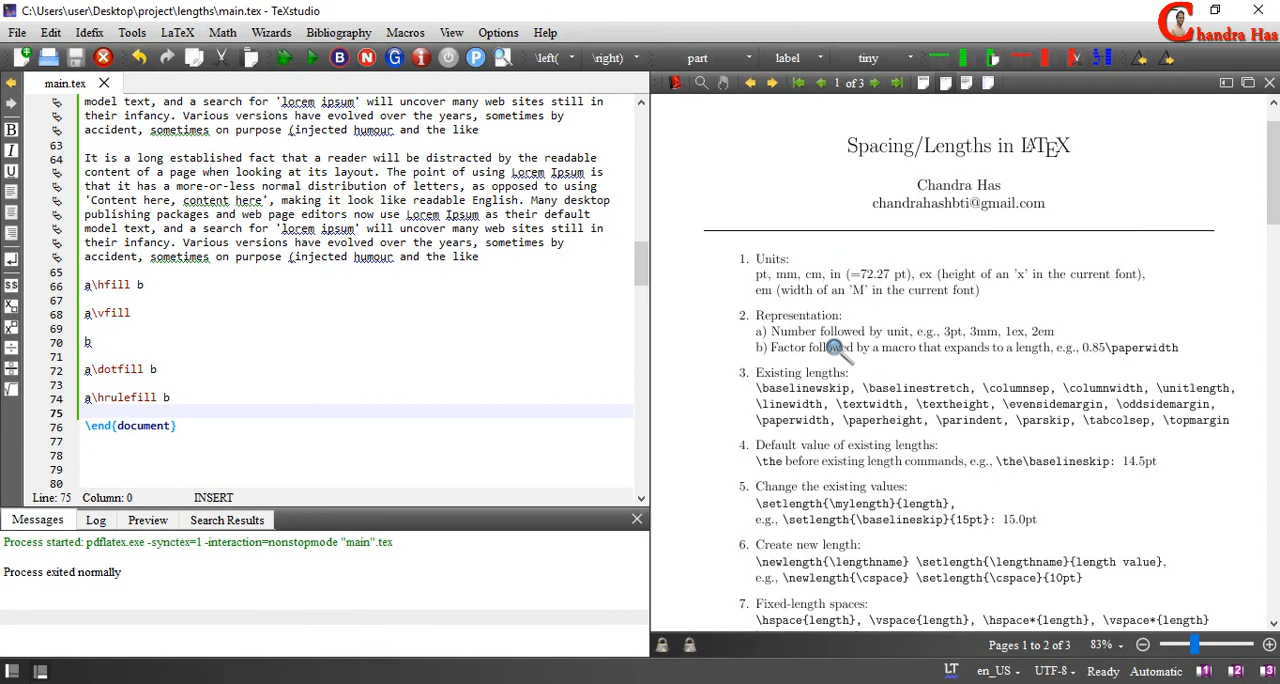 C:\Users\user\Desktop\project\lengths\main.tex - TeXstudio
Chandra Has
File Edit Idefix Tools LaTeX Math Wizards Bibliography Macros View Options Help
\left( \right) part label tiny
main.tex
1 of 3
model text, and a search for 'lorem ipsum' will uncover many web sites still in
their infancy. Various versions have evolved over the years, sometimes by
accident, sometimes on purpose (injected humour and the like
63
64 It is a long established fact that a reader will be distracted by the readable
content of a page when looking at its layout. The point of using Lorem Ipsum is
that it has a more-or-less normal distribution of letters, as opposed to using
'Content here, content here', making it look like readable English. Many desktop
publishing packages and web page editors now use Lorem Ipsum as their default
model text, and a search for 'lorem ipsum' will uncover many web sites still in
their infancy. Various versions have evolved over the years, sometimes by
accident, sometimes on purpose (injected humour and the like
65
66 a\hfill b
67
68 a\vfill
69
70 b
71
72 a\dotfill b
73
74 a\hrulefill b
75
76 \end{document}
77
78
79
80
Line: 75 Column: 0 INSERT
Messages Log Preview Search Results
Process started: pdflatex.exe -synctex=1 -interaction=nonstopmode "main".tex
Process exited normally
Spacing/Lengths in LATEX
Chandra Has
chandrahashbti@gmail.com
1. Units:
pt, mm, cm, in (=72.27 pt), ex (height of an 'x' in the current font),
em (width of an 'M' in the current font)
2. Representation:
a) Number followed by unit, e.g., 3pt, 3mm, 1ex, 2em
b) Factor followed by a macro that expands to a length, e.g., 0.85\paperwidth
3. Existing lengths:
\baselinewskip, \baselinestretch, \columnsep, \columnwidth, \unitlength,
\linewidth, \textwidth, \textheight, \evensidemargin, \oddsidemargin,
\paperwidth, \paperheight, \parindent, \parskip, \tabcolsep, \topmargin
4. Default value of existing lengths:
\the before existing length commands, e.g., \the\baselineskip: 14.5pt
5. Change the existing values:
\setlength{\mylength}{length},
e.g., \setlength{\baselineskip}{15pt}: 15.0pt
6. Create new length:
\newlength{\lengthname} \setlength{\lengthname}{length value},
e.g., \newlength{\cspace} \setlength{\cspace}{10pt}
7. Fixed-length spaces:
\hspace{length}, \vspace{length}, \hspace*{length}, \vspace*{length}
Pages 1 to 2 of 3 83%
LT en_US UTF-8 Ready Automatic 1 2 3